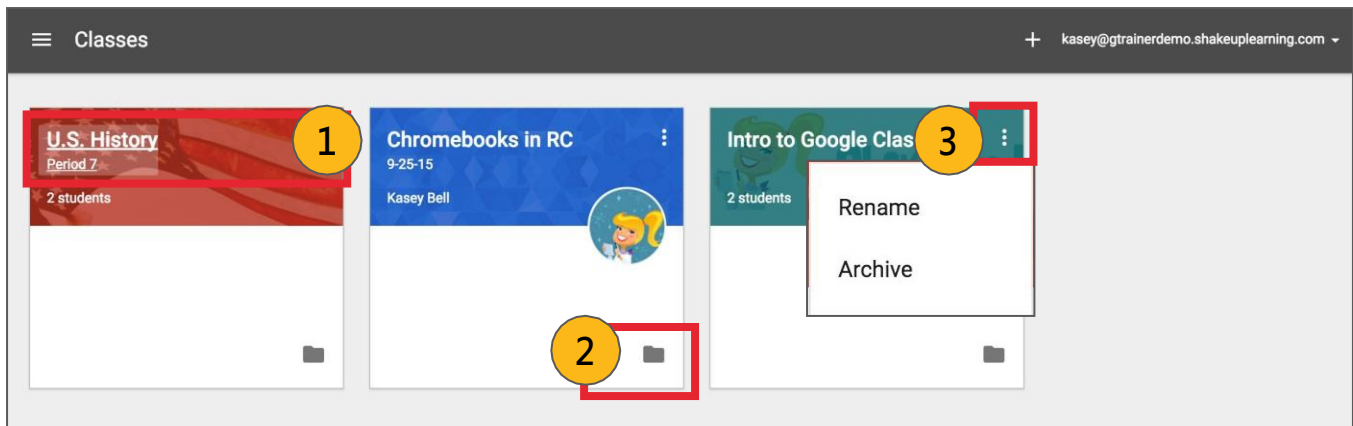 Classes
+ kasey@gtrainerdemo.shakeuplearning.com
U.S. History
Period 7
2 students
1
Chromebooks in RC
9-25-15
Kasey Bell
2
Intro to Google Clas
3
2 students
Rename
Archive